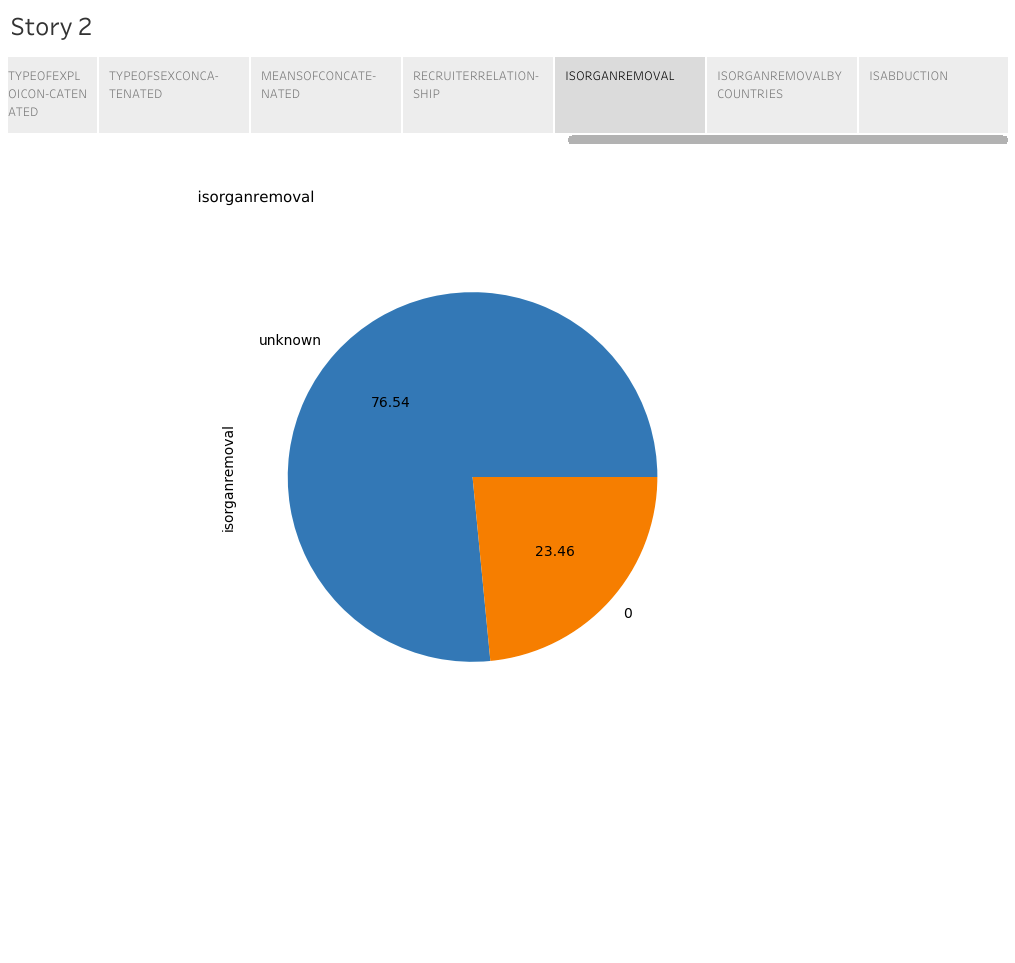 Story 2
TYPEOFEXPL
OICON-CATEN
ATED
TYPEOFSEXCONCA-
TENATED
MEANSOFCONCATE-
NATED
RECRUITERRELATION-
SHIP
ISORGANREMOVAL
ISORGANREMOVALBY
COUNTRIES
ISABDUCTION
isorganremoval
unknown
76.54
isorganremoval
23.46
0